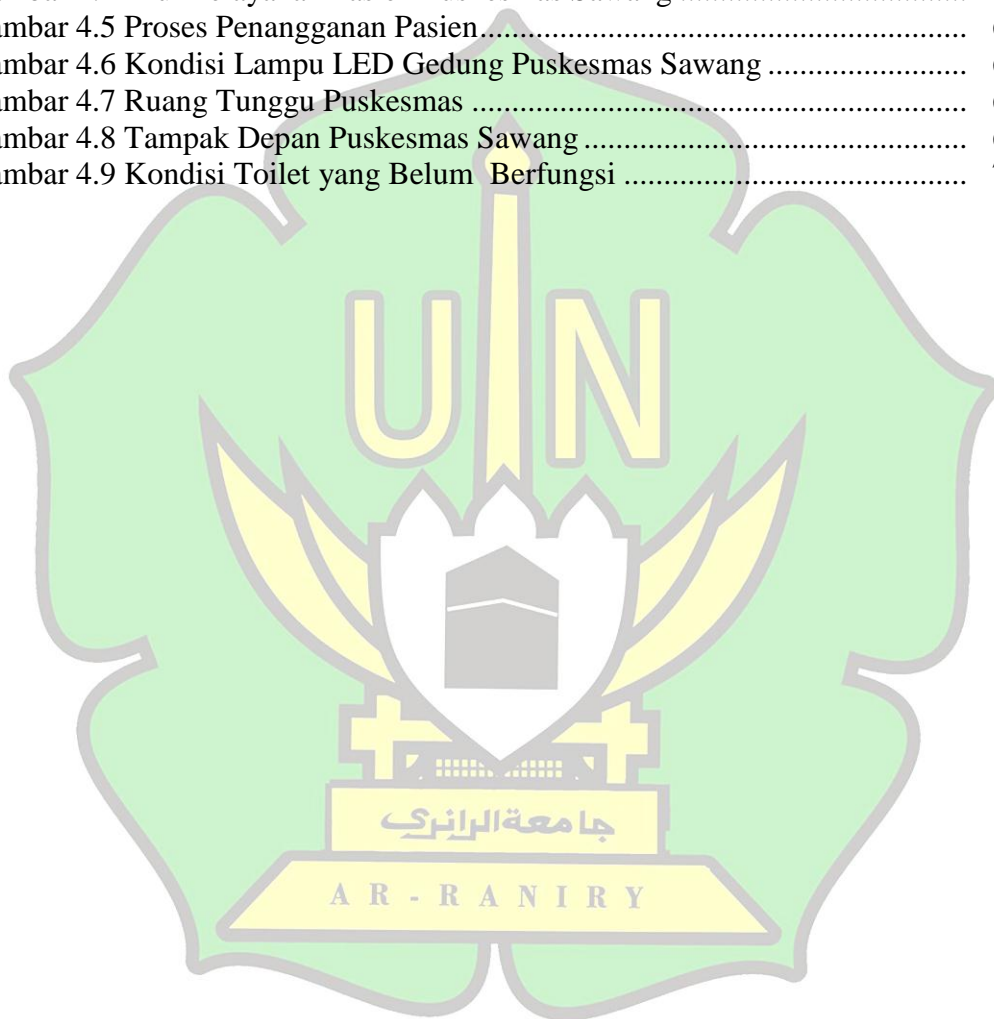 ambar 4.5 Proses Penangganan Pasien............................................................
ambar 4.6 Kondisi Lampu LED Gedung Puskesmas Sawang .........................
ambar 4.7 Ruang Tunggu Puskesmas ..............................................................
ambar 4.8 Tampak Depan Puskesmas Sawang ................................................
ambar 4.9 Kondisi Toilet yang Belum  Berfungsi ...........................................
U N
جامعة الرانري
AR-RANIRY